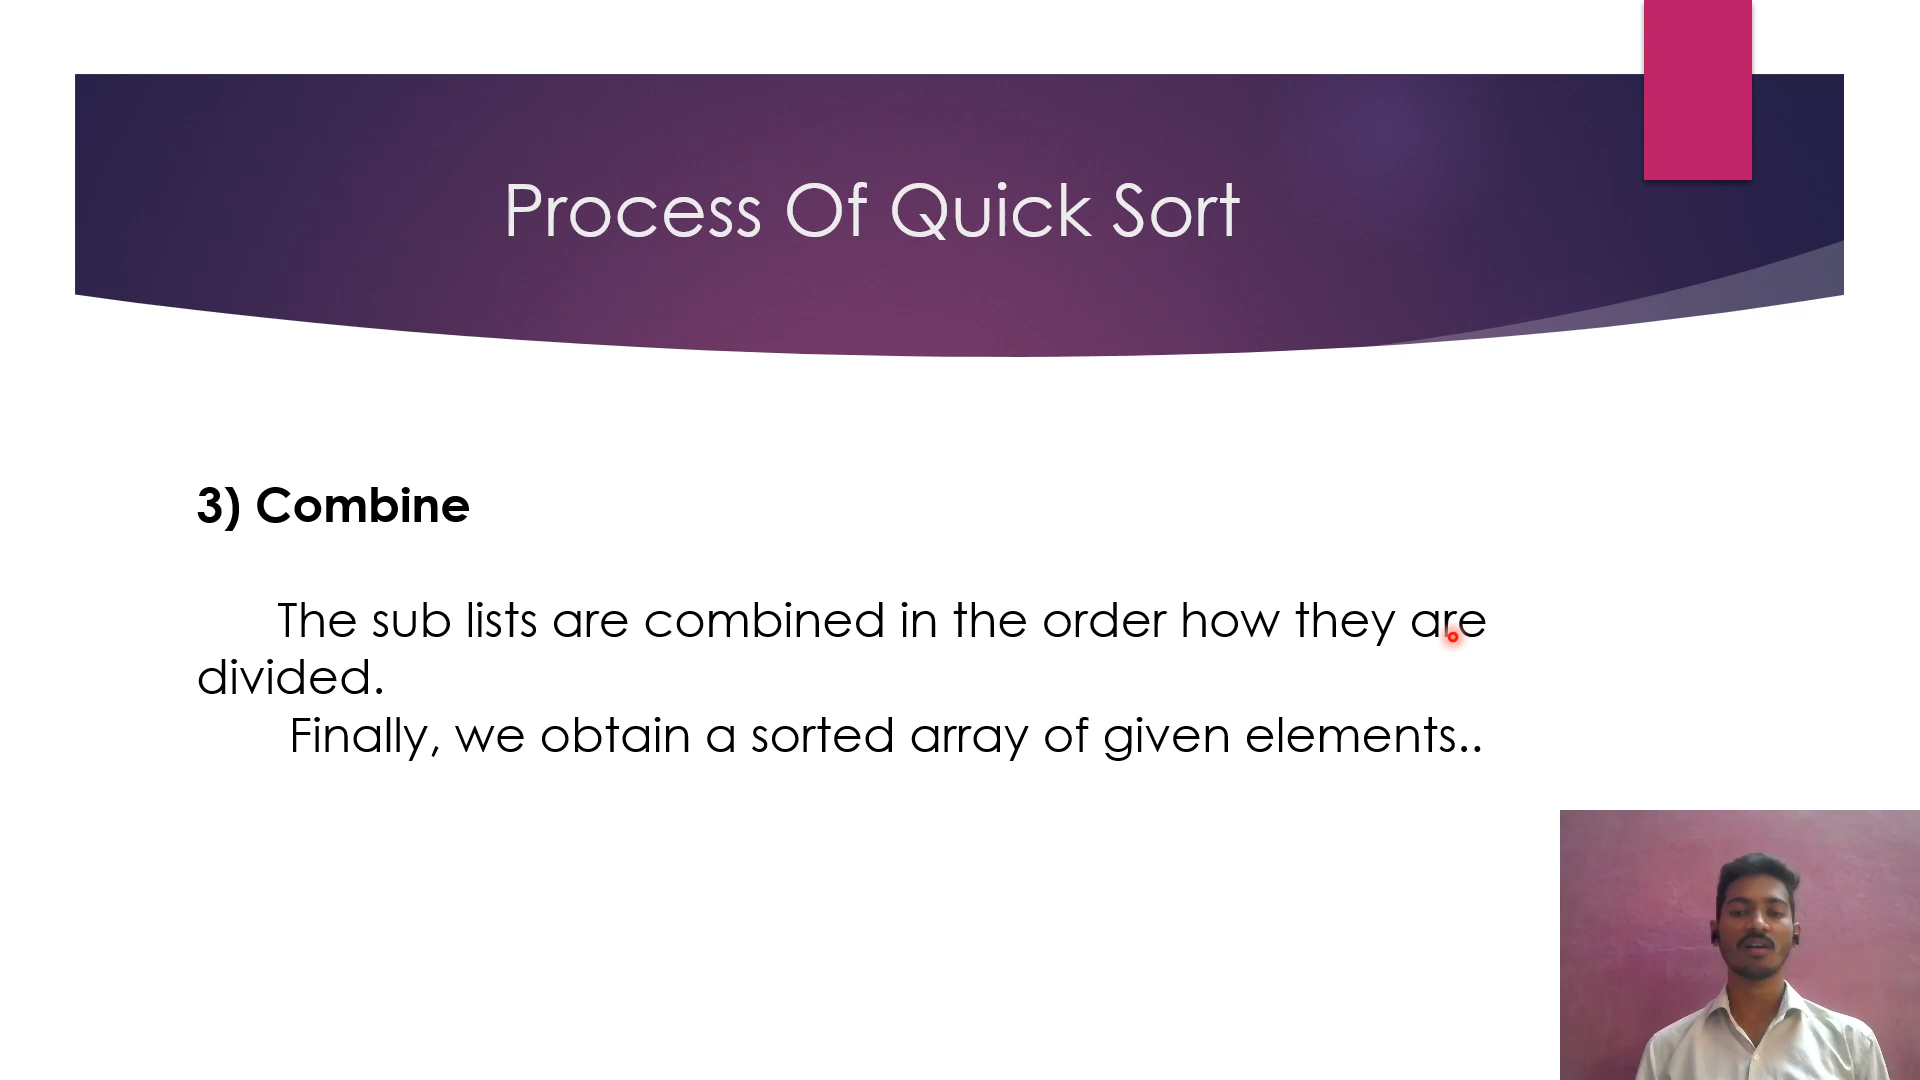 Process Of Quick Sort
3) Combine
The sub lists are combined in the order how they are
divided.
Finally, we obtain a sorted array of given elements..